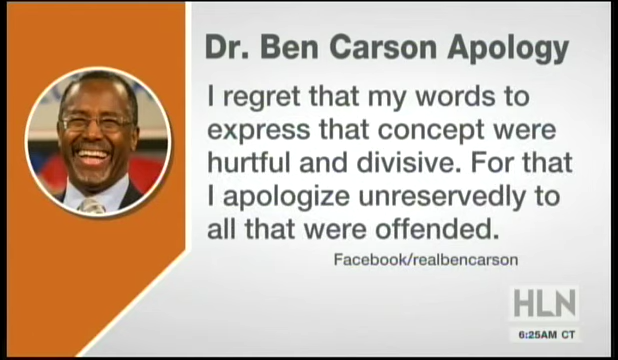 Dr. Ben Carson Apology
I regret that my words to
express that concept were
hurtful and divisive. For that
I apologize unreservedly to
all that were offended.
Facebook/realbencarson
HLN
6:25AM CT